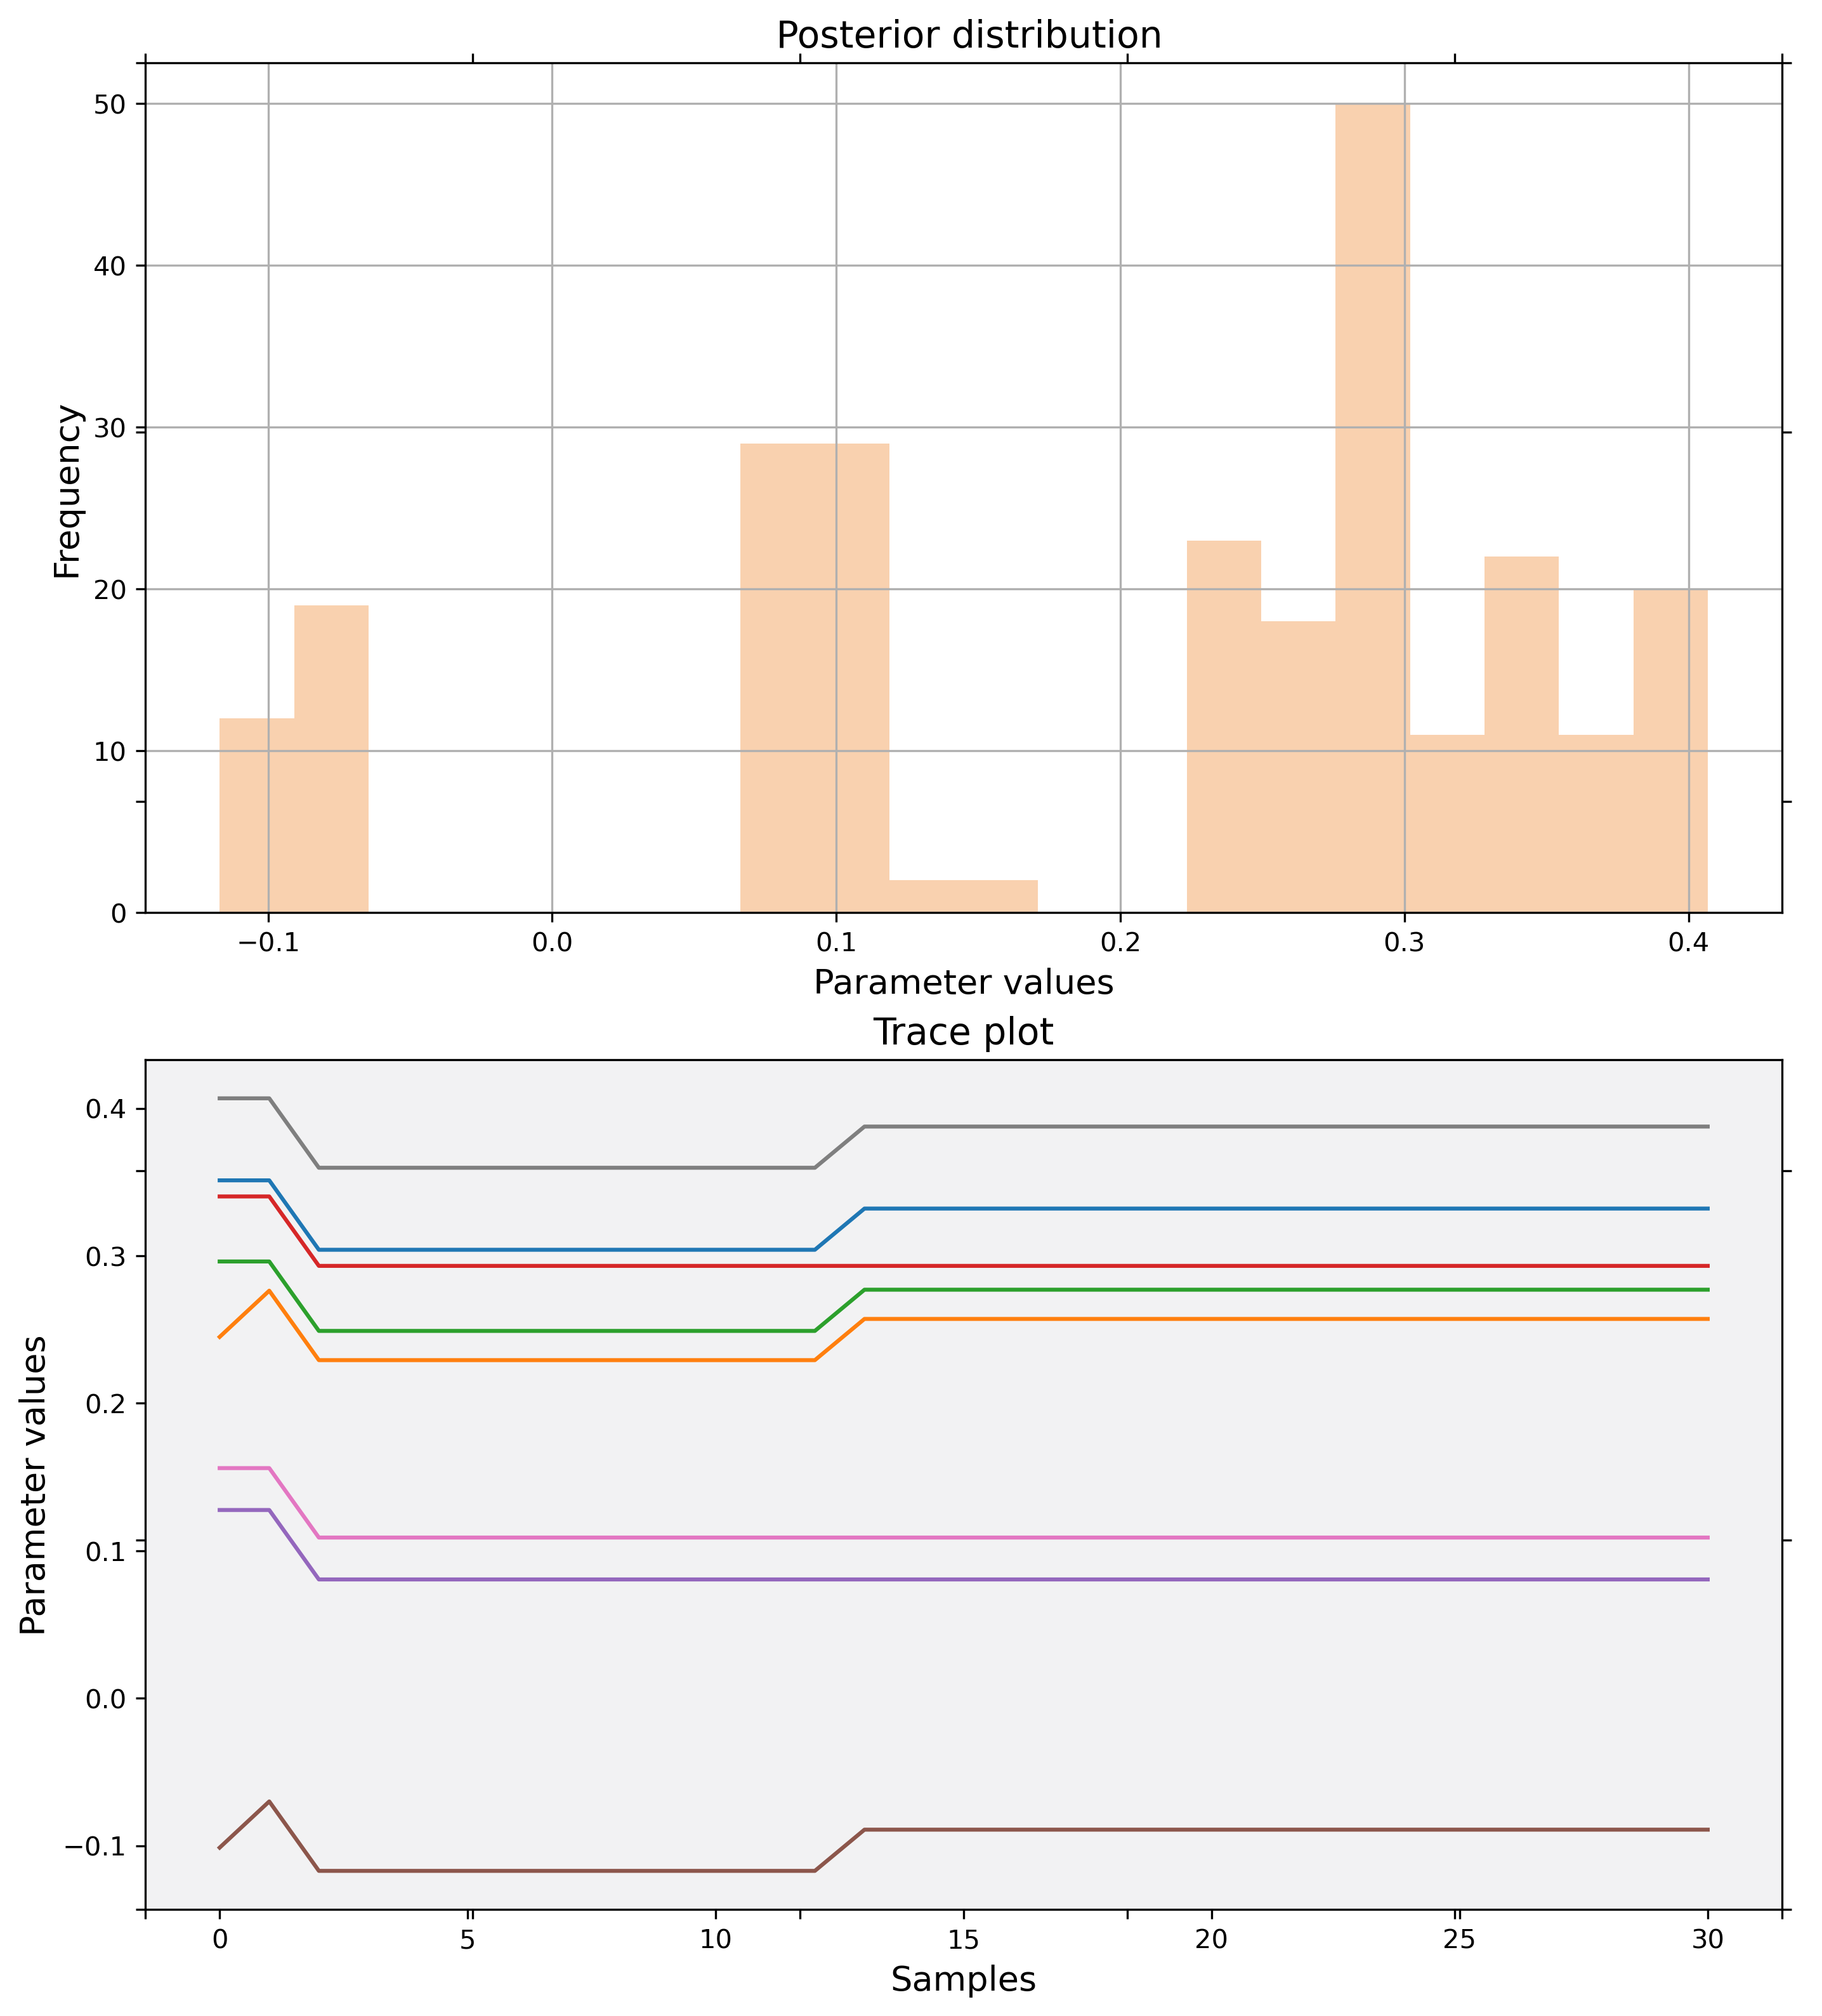 Posterior distribution
50
40
30
20
10
0
Frequency
−0.1 0.0 0.1 0.2 0.3 0.4
Parameter values
Trace plot
0.4
0.3
0.2
0.1
0.0
−0.1
Parameter values
0 5 10 15 20 25 30
Samples